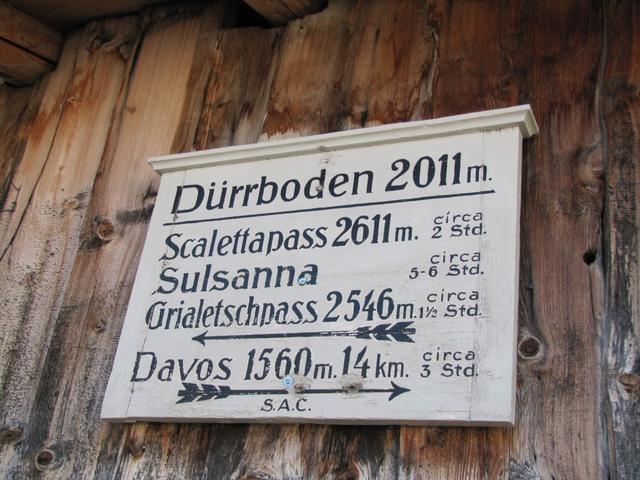 Dürrboden 2011 m.
Scalettapass 2611 m. circa 2 Std.
Sulsanna circa 5-6 Std.
Grialetschpass 2546 m. circa 1½ Std.
Davos 1560 m. 14 km. circa 3 Std.
S.A.C.